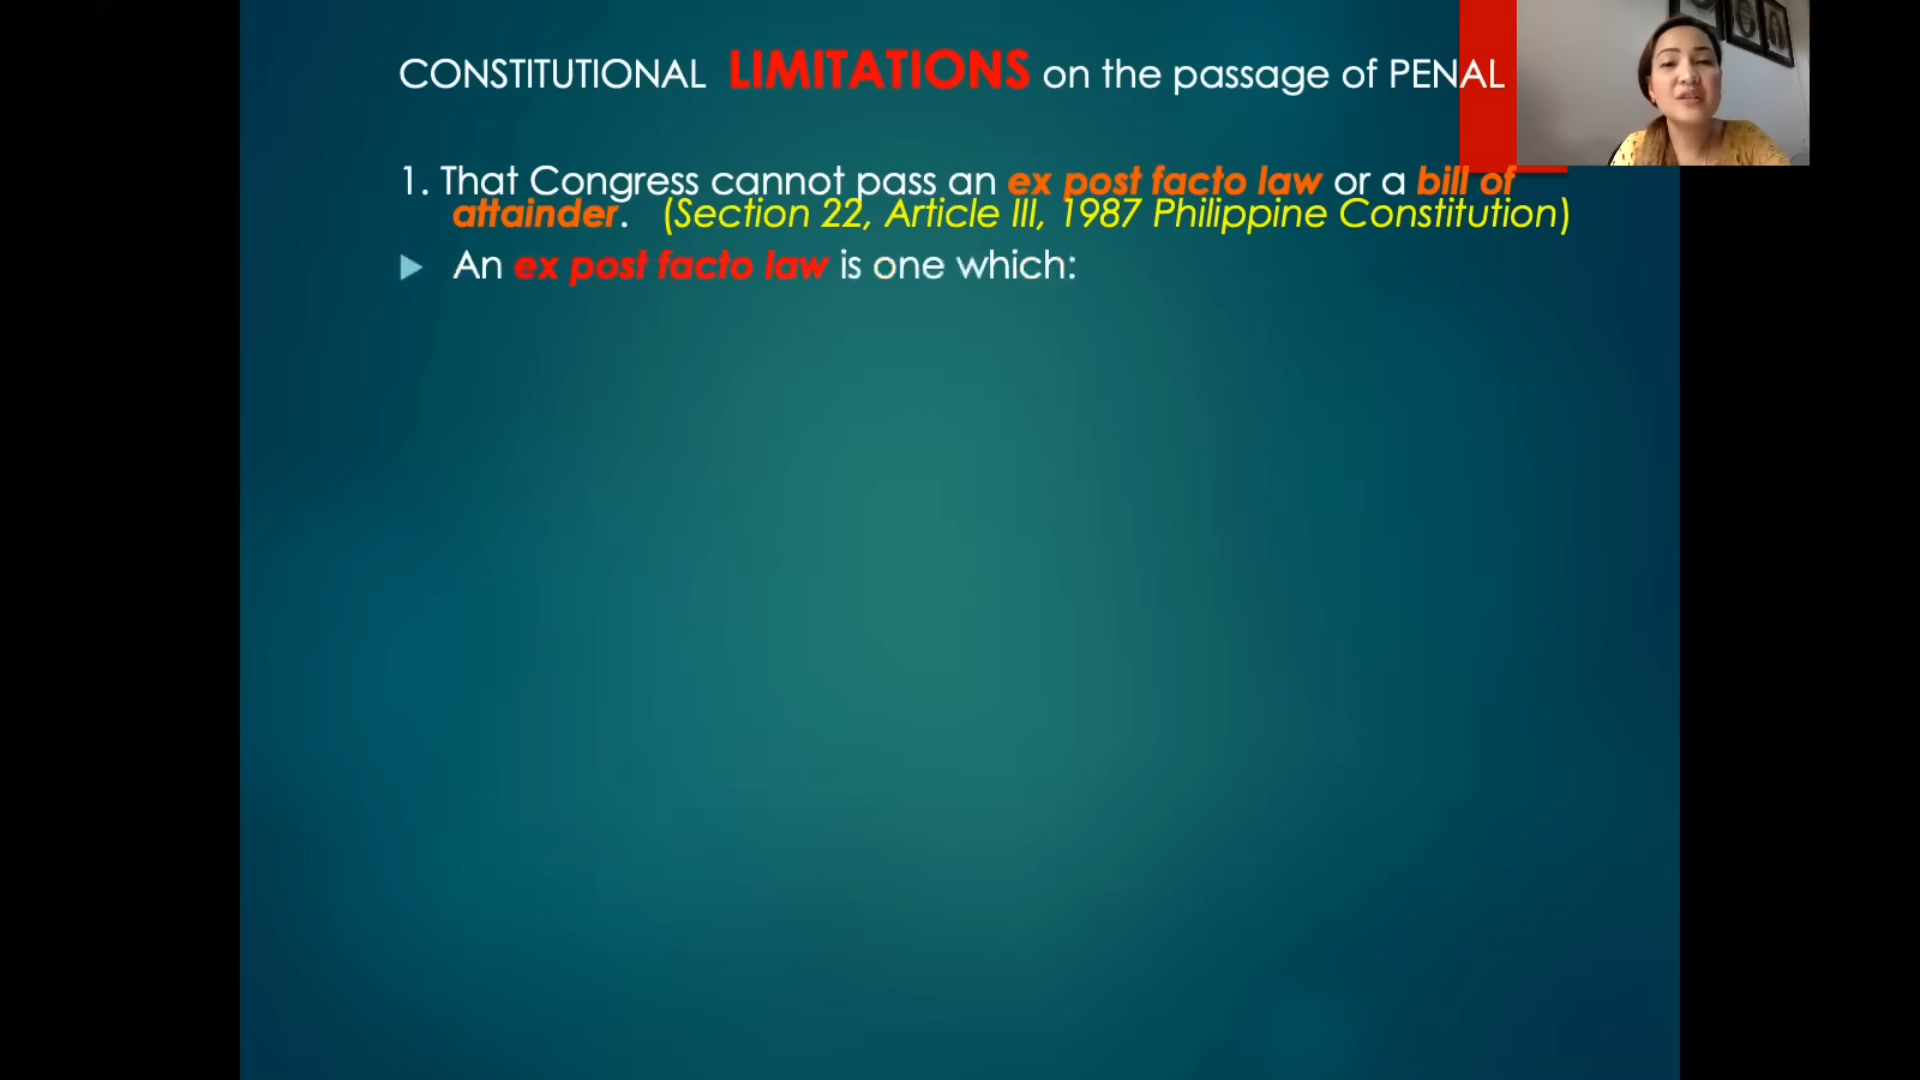 CONSTITUTIONAL LIMITATIONS on the passage of PENAL
1. That Congress cannot pass an ex post facto law or a bill of
attainder. (Section 22, Article III, 1987 Philippine Constitution)
An ex post facto law is one which: